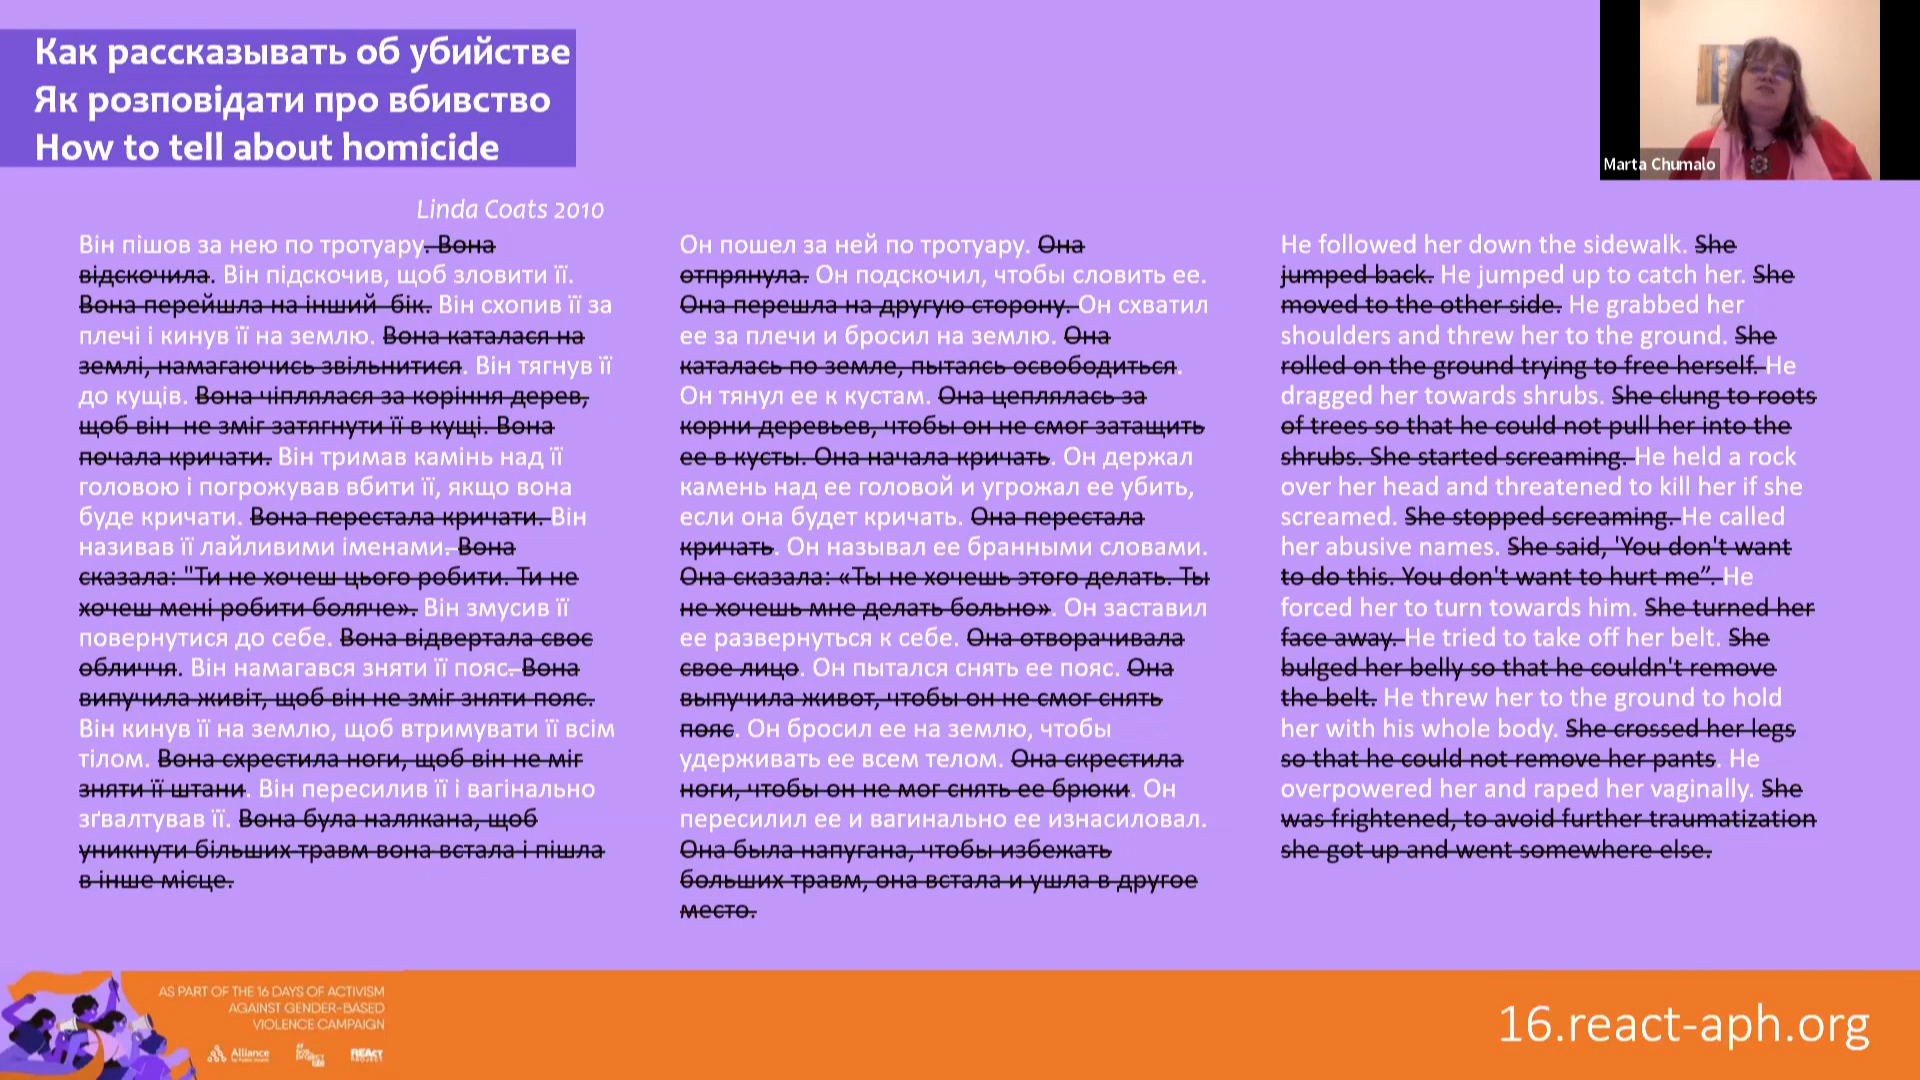 Как рассказывать об убийстве
Як розповідати про вбивство
How to tell about homicide
Marta Chumalo
Linda Coats 2010
Він пішов за нею по тротуару. Вона
відскочила. Він підскочив, щоб зловити її.
Вона перейшла на інший бік. Він схопив її за
плечі і кинув її на землю. Вона каталася на
землі, намагаючись звільнитися. Він тягнув її
до кущів. Вона чіплялася за коріння дерев,
щоб він не зміг затягнути її в кущі. Вона
почала кричати. Він тримав камінь над її
головою і погрожував вбити її, якщо вона
буде кричати. Вона перестала кричати. Він
називав її лайливими іменами. Вона
сказала: "Ти не хочеш цього робити. Ти не
хочеш мені робити боляче». Він змусив її
повернутися до себе. Вона відвертала своє
обличчя. Він намагався зняти її пояс. Вона
випучила живіт, щоб він не зміг зняти пояс.
Він кинув її на землю, щоб втримувати її всім
тілом. Вона схрестила ноги, щоб він не міг
зняти її штани. Він пересилив її і вагінально
зґвалтував її. Вона була налякана, щоб
уникнути більших травм вона встала і пішла
в інше місце.
Он пошел за ней по тротуару. Она
отпрянула. Он подскочил, чтобы словить ее.
Она перешла на другую сторону. Он схватил
ее за плечи и бросил на землю. Она
каталась по земле, пытаясь освободиться.
Он тянул ее к кустам. Она цеплялась за
корни деревьев, чтобы он не смог затащить
ее в кусты. Она начала кричать. Он держал
камень над ее головой и угрожал ее убить,
если она будет кричать. Она перестала
кричать. Он называл ее бранными словами.
Она сказала: «Ты не хочешь этого делать. Ты
не хочешь мне делать больно». Он заставил
ее развернуться к себе. Она отворачивала
свое лицо. Он пытался снять ее пояс. Она
выпучила живот, чтобы он не смог снять
пояс. Он бросил ее на землю, чтобы
удерживать ее всем телом. Она скрестила
ноги, чтобы он не мог снять ее брюки. Он
пересилил ее и вагинально ее изнасиловал.
Она была напугана, чтобы избежать
больших травм, она встала и ушла в другое
место.
He followed her down the sidewalk. She
jumped back. He jumped up to catch her. She
moved to the other side. He grabbed her
shoulders and threw her to the ground. She
rolled on the ground trying to free herself. He
dragged her towards shrubs. She clung to roots
of trees so that he could not pull her into the
shrubs. She started screaming. He held a rock
over her head and threatened to kill her if she
screamed. She stopped screaming. He called
her abusive names. She said, 'You don't want
to do this. You don't want to hurt me”. He
forced her to turn towards him. She turned her
face away. He tried to take off her belt. She
bulged her belly so that he couldn't remove
the belt. He threw her to the ground to hold
her with his whole body. She crossed her legs
so that he could not remove her pants. He
overpowered her and raped her vaginally. She
was frightened, to avoid further traumatization
she got up and went somewhere else.
AS PART OF THE 16 DAYS OF ACTIVISM
AGAINST GENDER-BASED
VIOLENCE CAMPAIGN
Alliance
REAct
16.react-aph.org